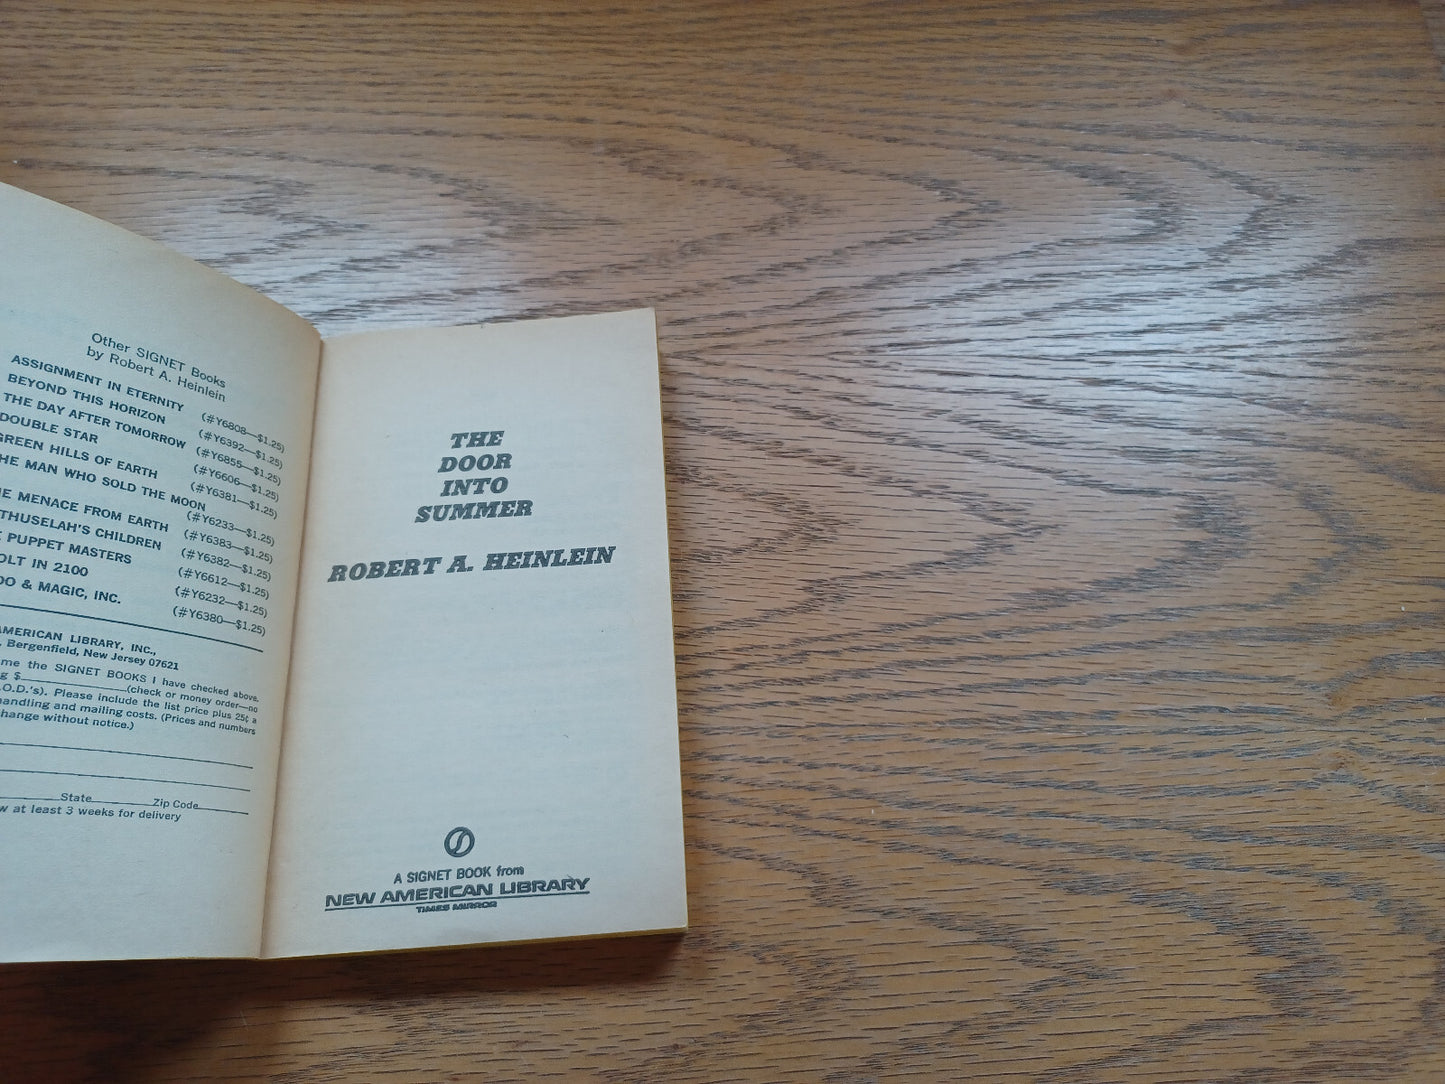 Other SIGNET Books
by Robert A. Heinlein
ASSIGNMENT IN ETERNITY (#Y6808—$1.25)
BEYOND THIS HORIZON (#Y6392—$1.25)
THE DAY AFTER TOMORROW (#Y6855—$1.25)
DOUBLE STAR (#Y6606—$1.25)
GREEN HILLS OF EARTH (#Y6381—$1.25)
HE MAN WHO SOLD THE MOON
(#Y6233—$1.25)
E MENACE FROM EARTH (#Y6383—$1.25)
THUSELAH'S CHILDREN (#Y6382—$1.25)
PUPPET MASTERS (#Y6612—$1.25)
OLT IN 2100 (#Y6232—$1.25)
DO & MAGIC, INC. (#Y6380—$1.25)
AMERICAN LIBRARY, INC.,
, Bergenfield, New Jersey 07621
me the SIGNET BOOKS I have checked above.
g $ (check or money order—no
.O.D.'s). Please include the list price plus 25¢ a
handling and mailing costs. (Prices and numbers
hange without notice.)
State Zip Code
w at least 3 weeks for delivery
THE
DOOR
INTO
SUMMER
ROBERT A. HEINLEIN
A SIGNET BOOK from
NEW AMERICAN LIBRARY
TIMES MIRROR